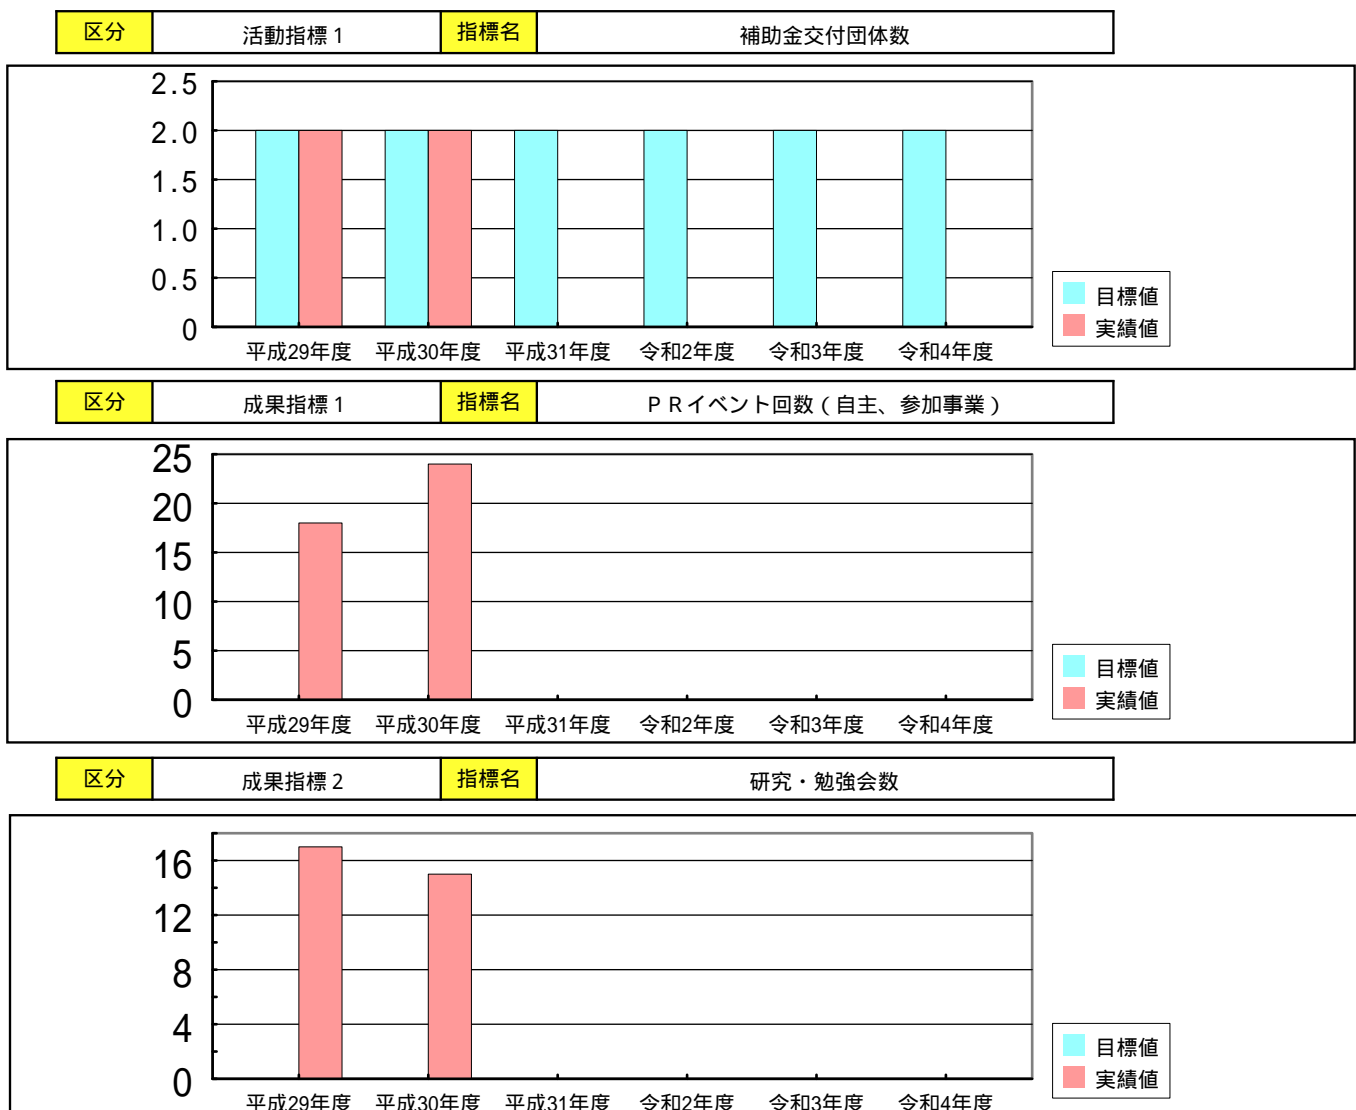 区分 活動指標1 指標名 補助金交付団体数
2.5
2.0
1.5
1.0
0.5
0
平成29年度 平成30年度 平成31年度 令和2年度 令和3年度 令和4年度
目標値
実績値
区分 成果指標1 指標名 PRイベント回数(自主、参加事業)
25
20
15
10
5
0
平成29年度 平成30年度 平成31年度 令和2年度 令和3年度 令和4年度
目標値
実績値
区分 成果指標2 指標名 研究・勉強会数
16
12
8
4
0
平成29年度 平成30年度 平成31年度 令和2年度 令和3年度 令和4年度
目標値
実績値